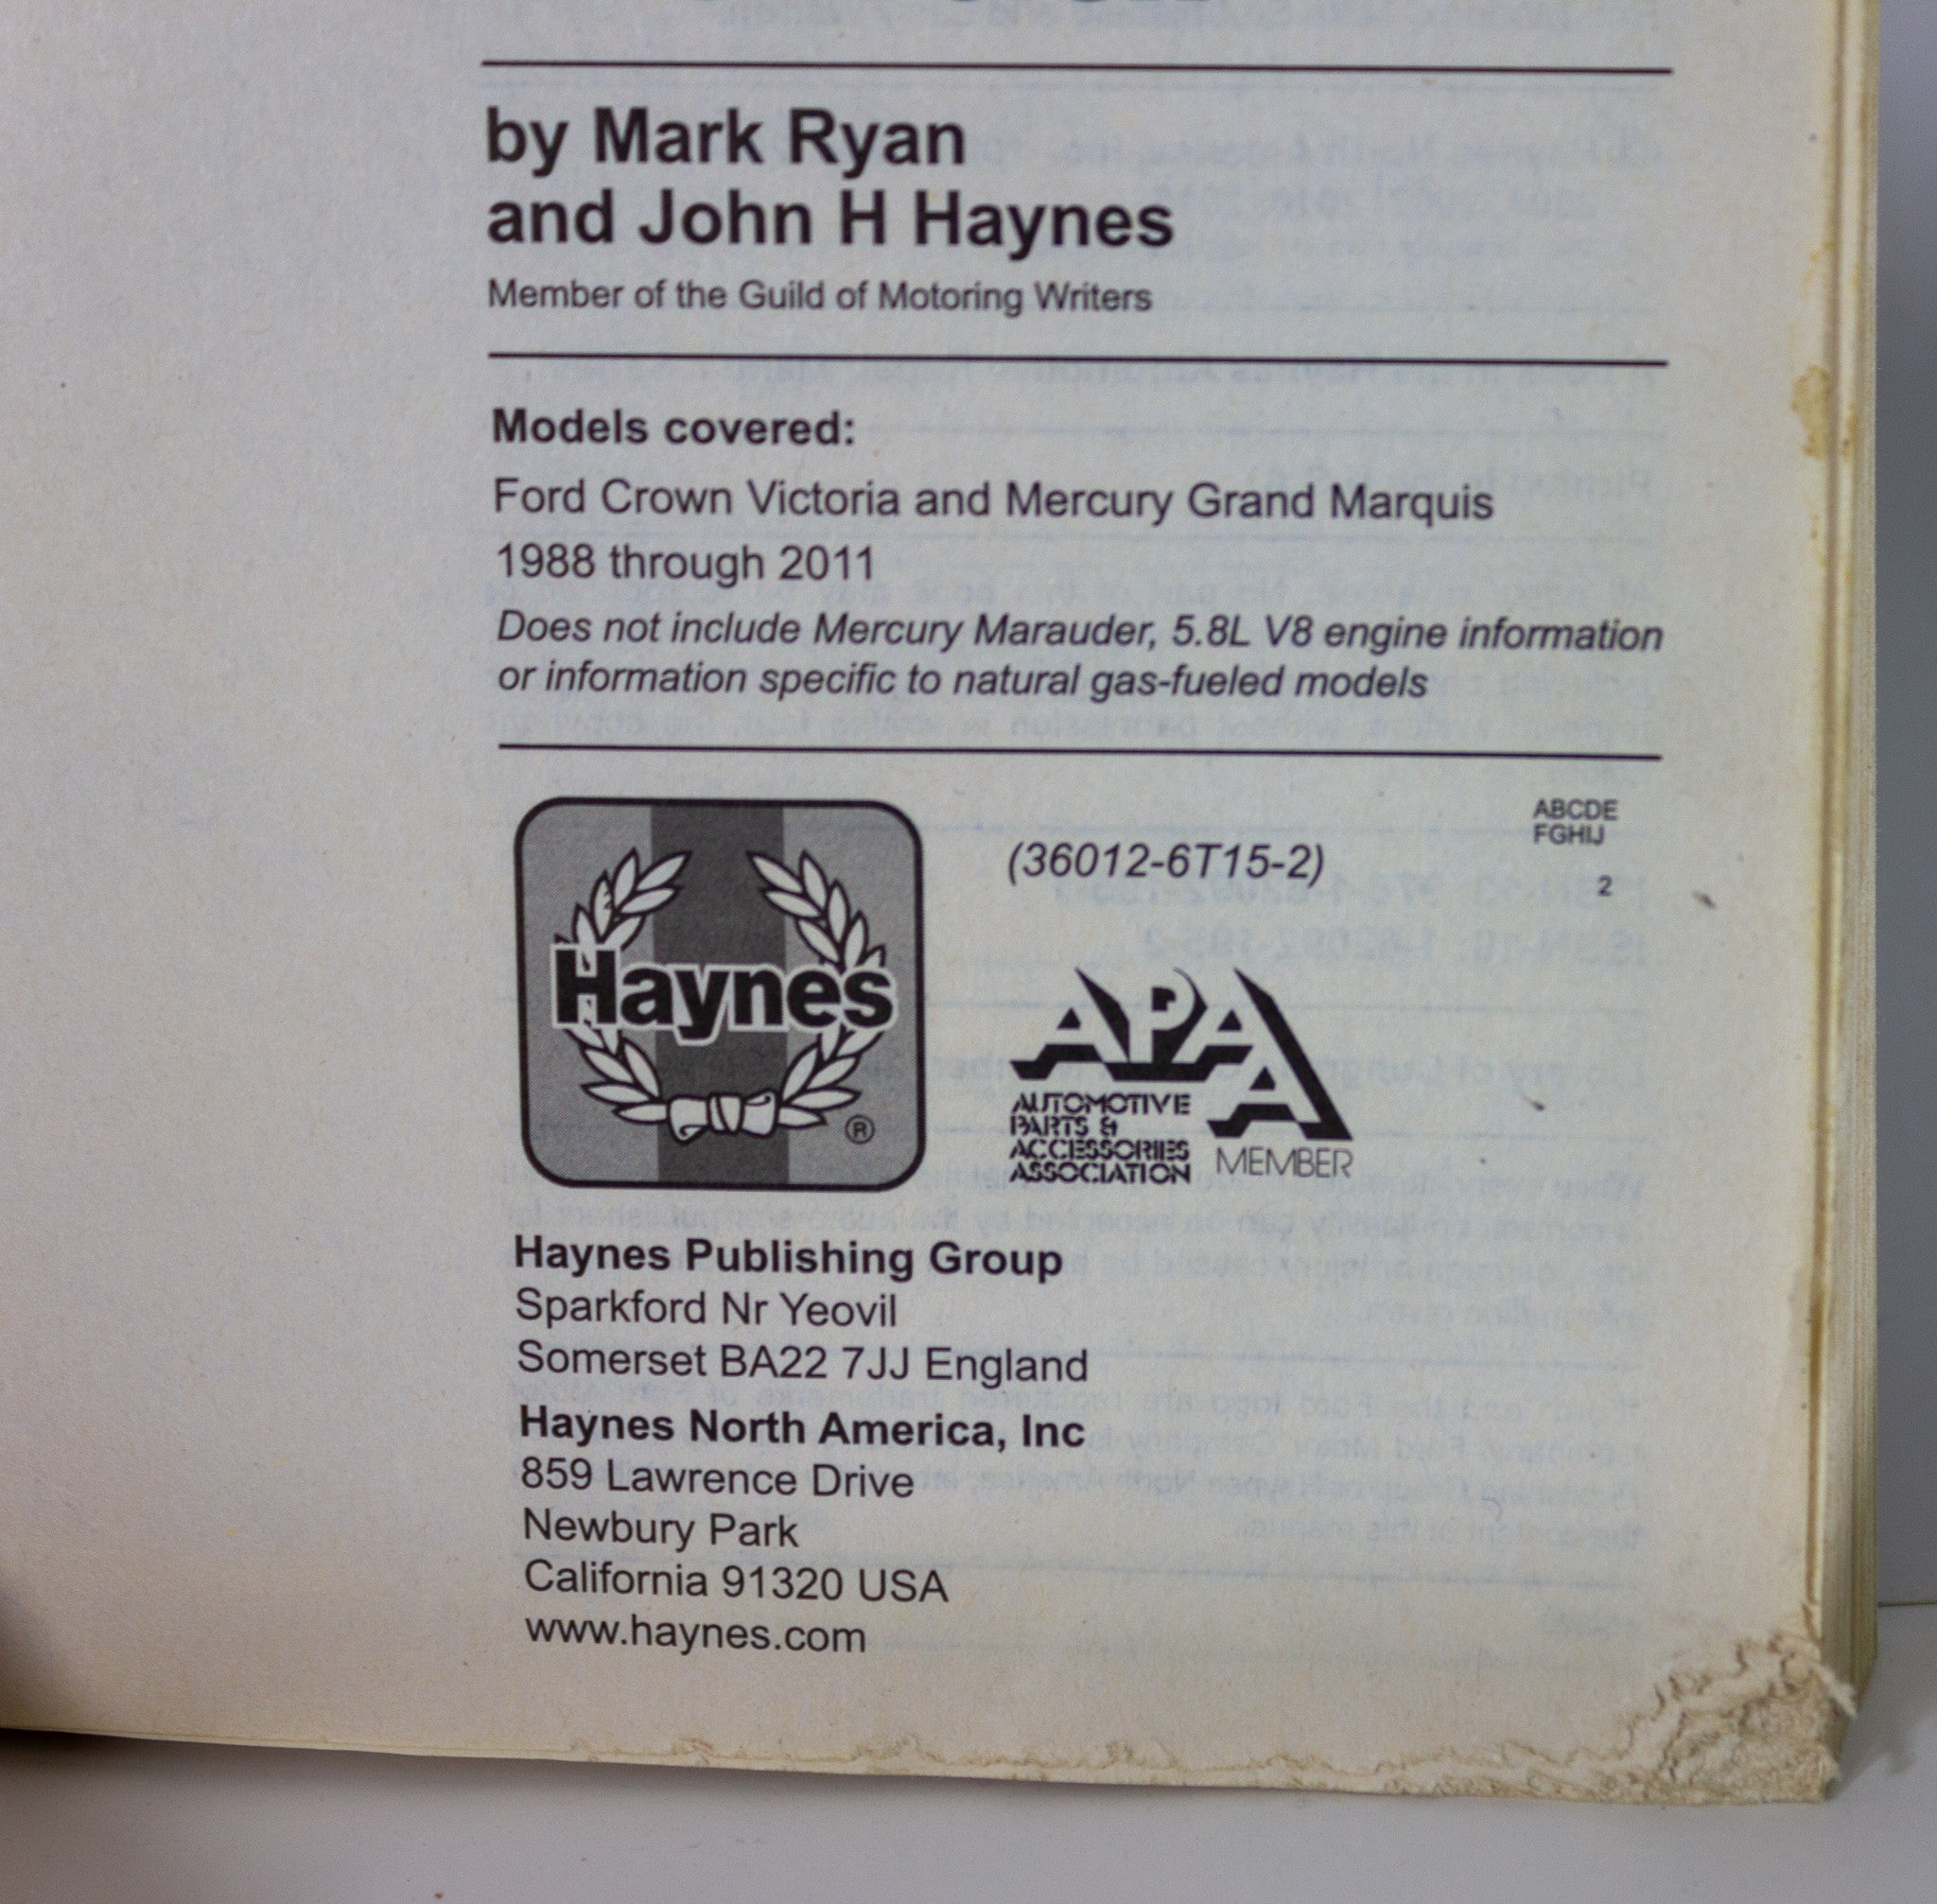 by Mark Ryan
and John H Haynes
Member of the Guild of Motoring Writers
Models covered:
Ford Crown Victoria and Mercury Grand Marquis
1988 through 2011
Does not include Mercury Marauder, 5.8L V8 engine information
or information specific to natural gas-fueled models
ABCDE
FGHIJ
2
(36012-6T15-2)
Haynes
®
APAA
AUTOMOTIVE
PARTS &
ACCESSORIES
ASSOCIATION
MEMBER
Haynes Publishing Group
Sparkford Nr Yeovil
Somerset BA22 7JJ England
Haynes North America, Inc
859 Lawrence Drive
Newbury Park
California 91320 USA
www.haynes.com